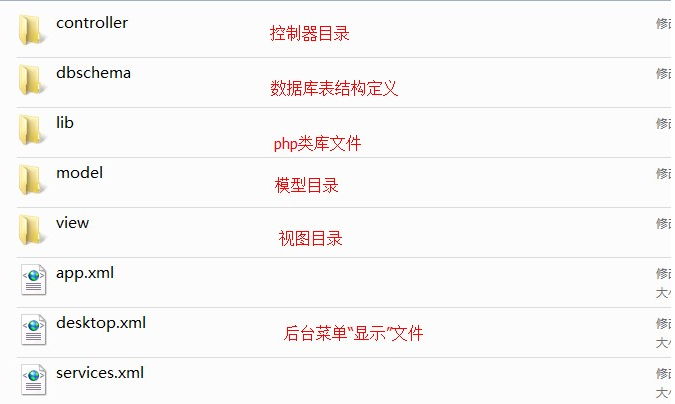 controller
控制器目录
修
dbschema
数据库表结构定义
修
lib
php类库文件
修
model
模型目录
修
view
视图目录
修
app.xml
修
大
desktop.xml
后台菜单“显示”文件
修
大
services.xml
修
大